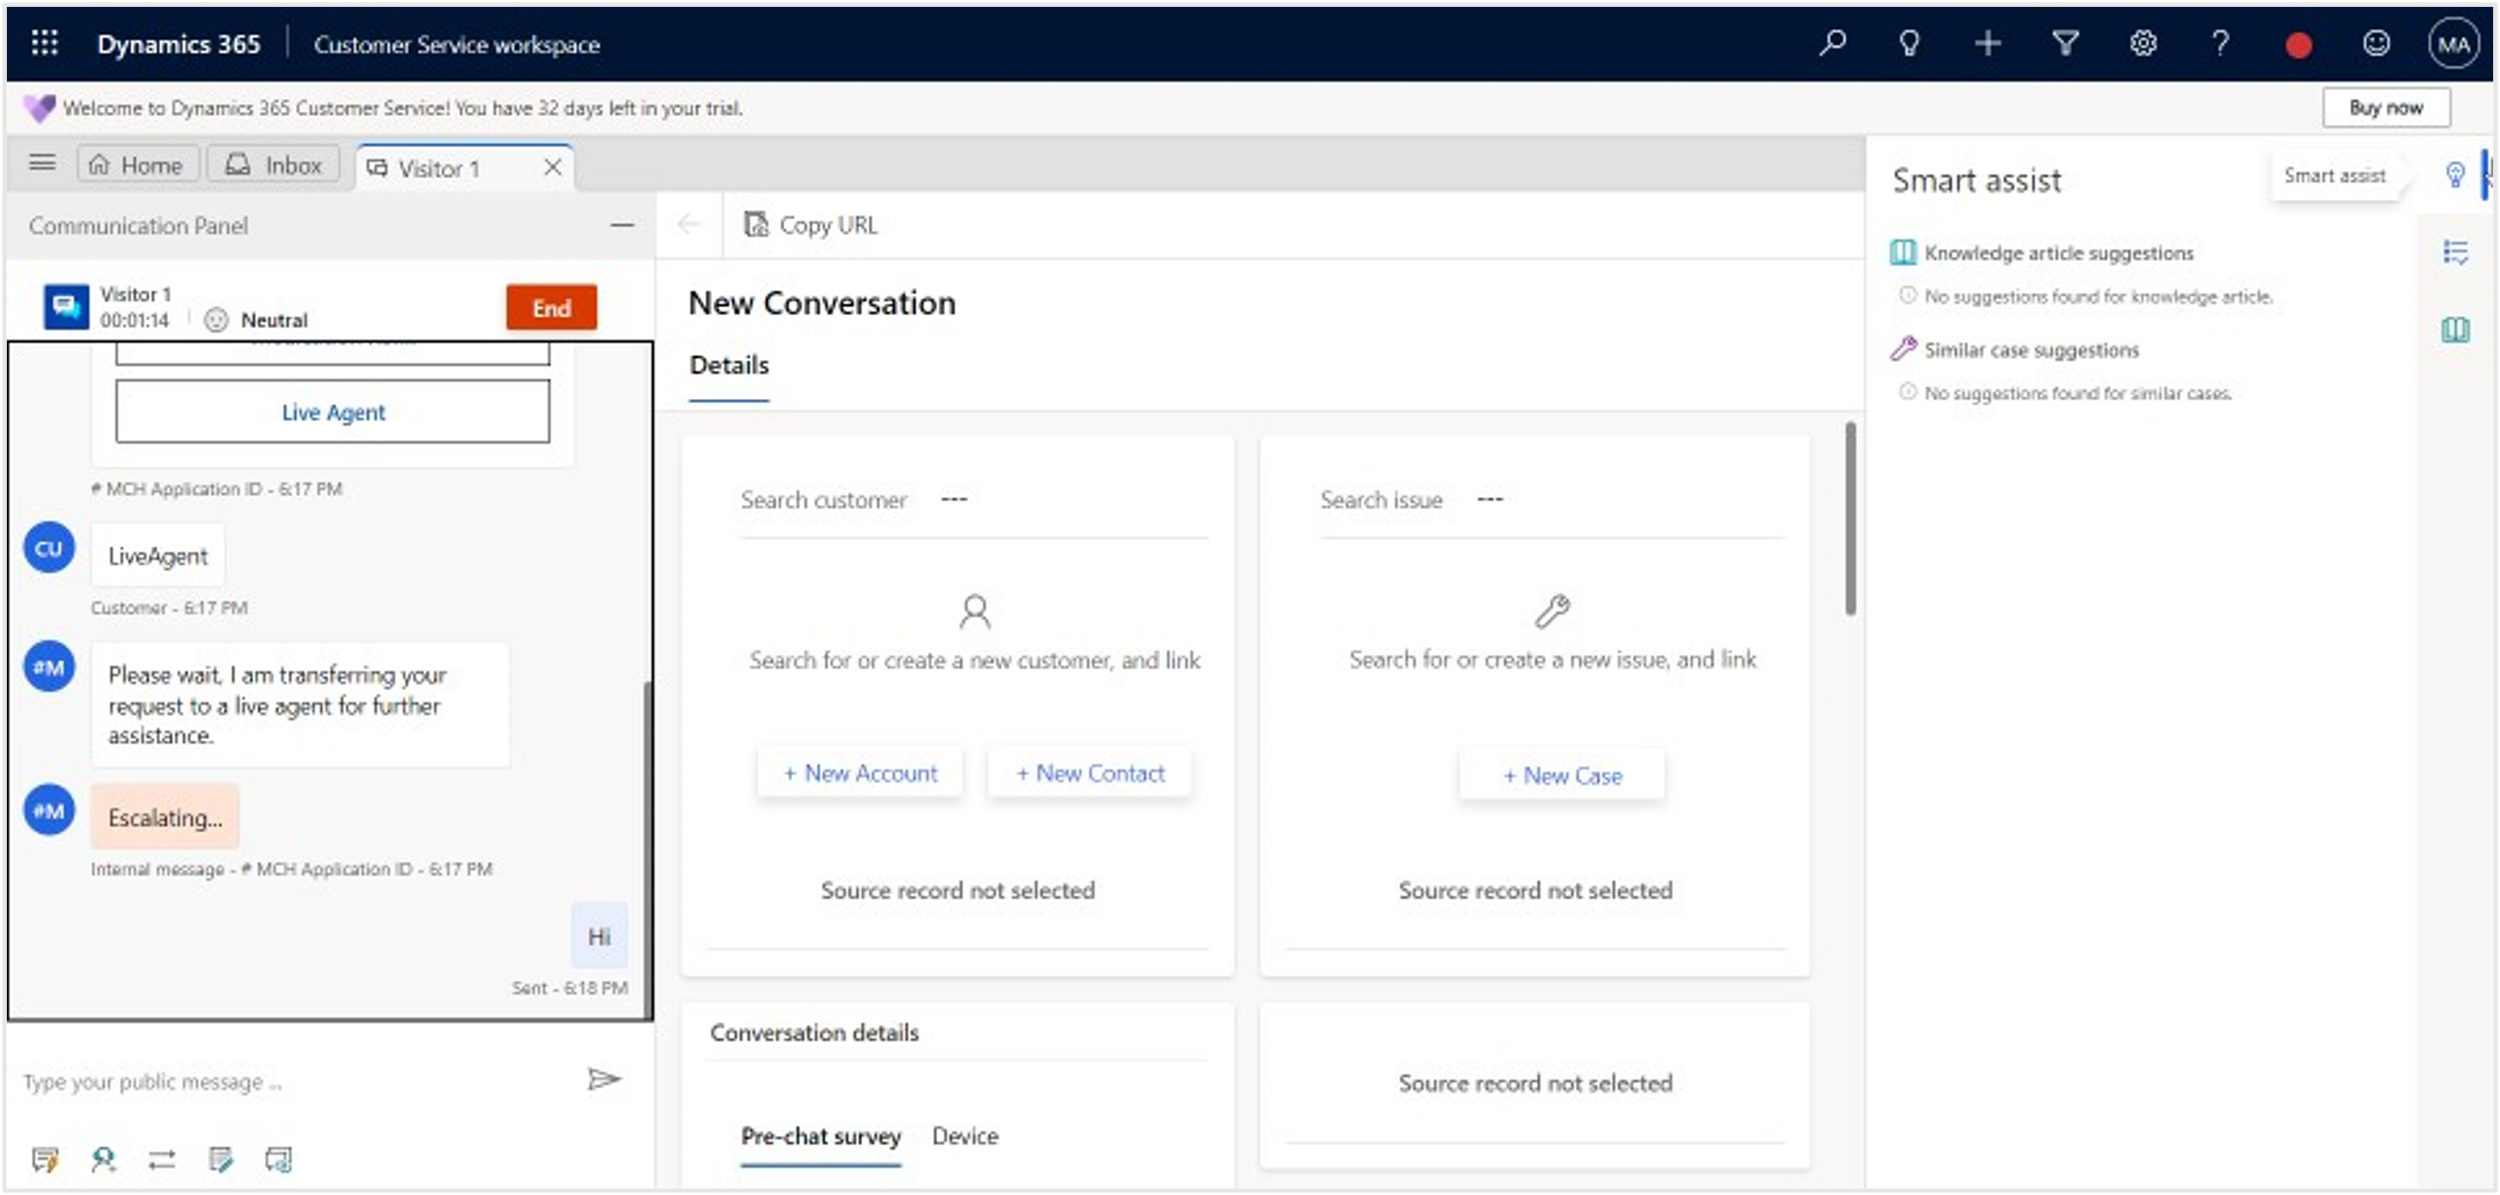 Dynamics 365
Customer Service workspace
MA
Welcome to Dynamics 365 Customer Service! You have 32 days left in your trial.
Buy now
Home
Inbox
Visitor 1
Communication Panel
Visitor 1
00:01:14
Neutral
End
Live Agent
# MCH Application ID - 6:17 PM
CU
LiveAgent
Customer - 6:17 PM
#M
Please wait, I am transferring your
request to a live agent for further
assistance.
#M
Escalating...
Internal message - # MCH Application ID - 6:17 PM
Hi
Sent - 6:18 PM
Type your public message ...
Copy URL
New Conversation
Details
Search customer ---
Search for or create a new customer, and link
+ New Account
+ New Contact
Source record not selected
Search issue ---
Search for or create a new issue, and link
+ New Case
Source record not selected
Conversation details
Pre-chat survey
Device
Source record not selected
Smart assist
Smart assist
Knowledge article suggestions
No suggestions found for knowledge article.
Similar case suggestions
No suggestions found for similar cases.